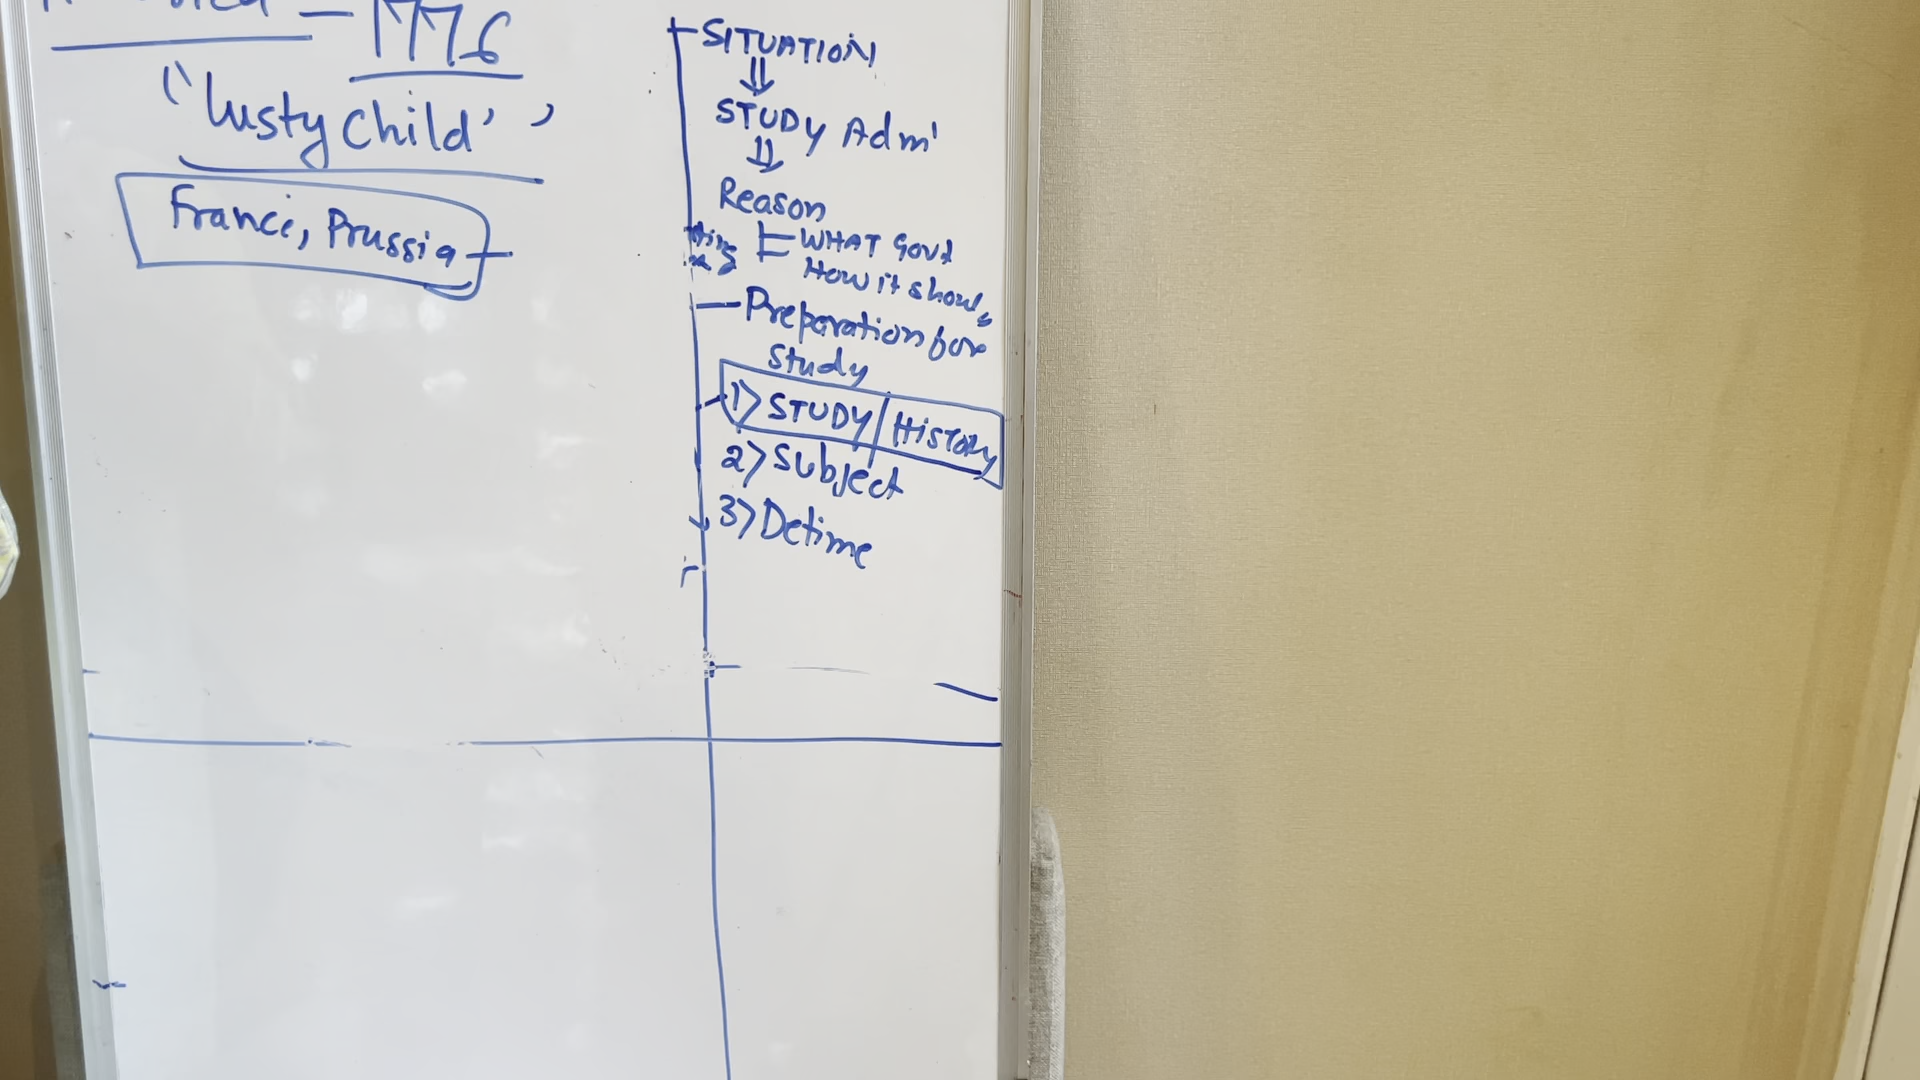 – 1776
"Lusty child"
France, Prussia
SITUATION
STUDY Adm'
Reason
WHAT Govt
How it should
Preparation for
Study
1) STUDY / HISTORY
2) Subject
3) Detime